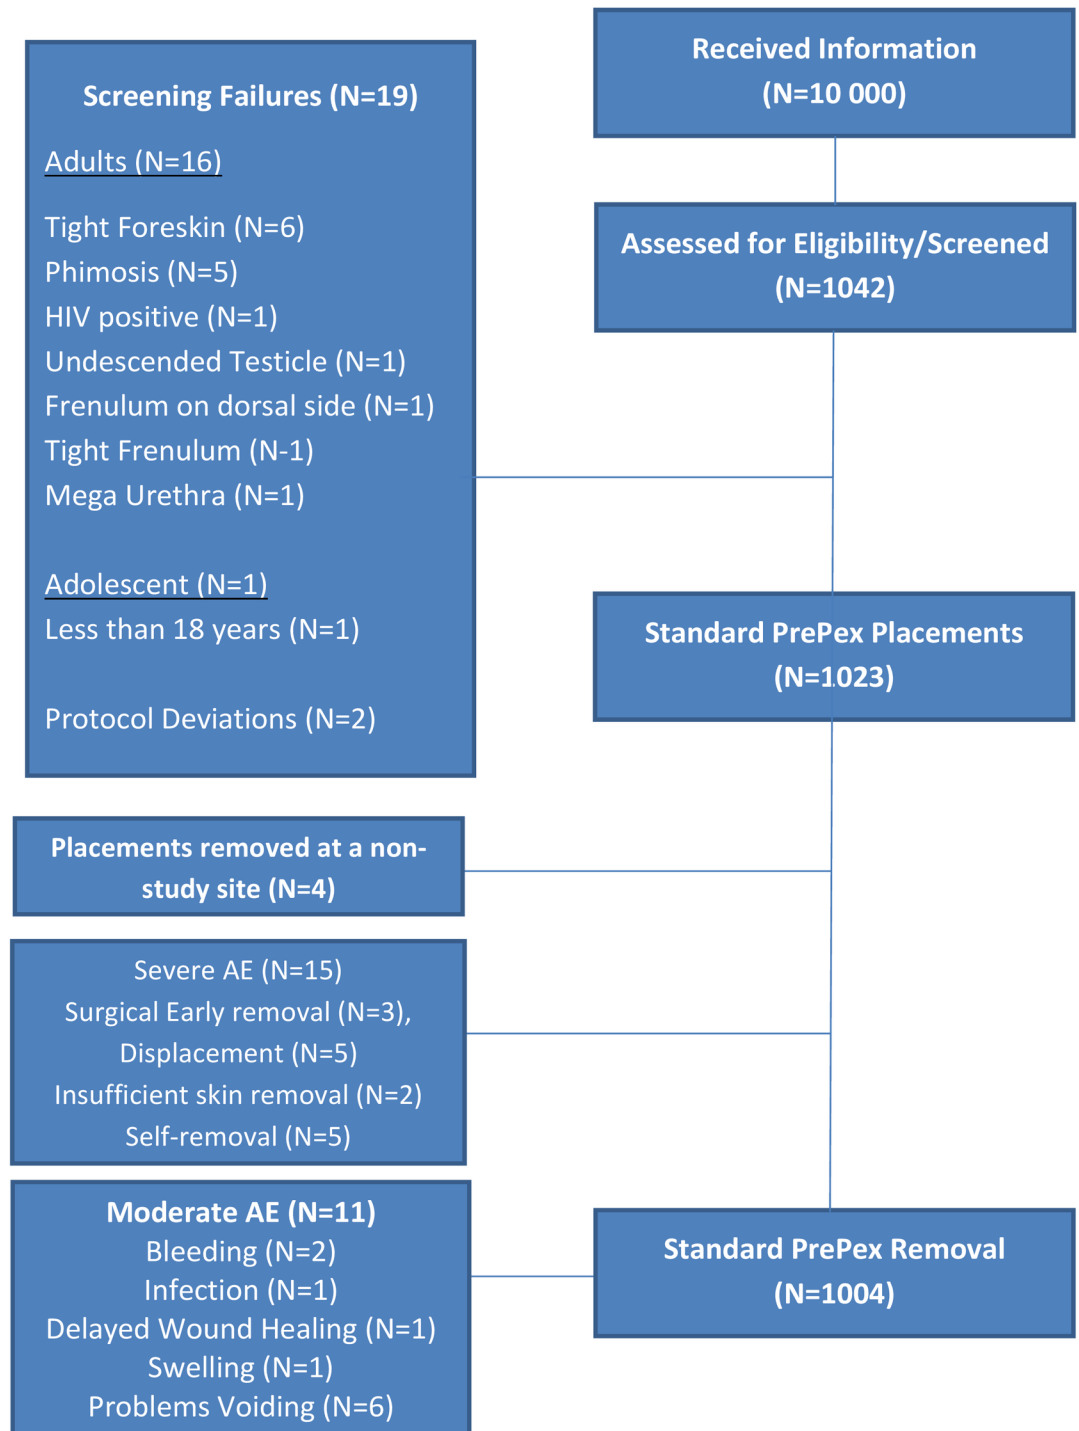 Received Information
(N=10 000)
Assessed for Eligibility/Screened
(N=1042)
Screening Failures (N=19)
Adults (N=16)
Tight Foreskin (N=6)
Phimosis (N=5)
HIV positive (N=1)
Undescended Testicle (N=1)
Frenulum on dorsal side (N=1)
Tight Frenulum (N-1)
Mega Urethra (N=1)
Adolescent (N=1)
Less than 18 years (N=1)
Protocol Deviations (N=2)
Standard PrePex Placements
(N=1023)
Placements removed at a non-
study site (N=4)
Severe AE (N=15)
Surgical Early removal (N=3),
Displacement (N=5)
Insufficient skin removal (N=2)
Self-removal (N=5)
Standard PrePex Removal
(N=1004)
Moderate AE (N=11)
Bleeding (N=2)
Infection (N=1)
Delayed Wound Healing (N=1)
Swelling (N=1)
Problems Voiding (N=6)